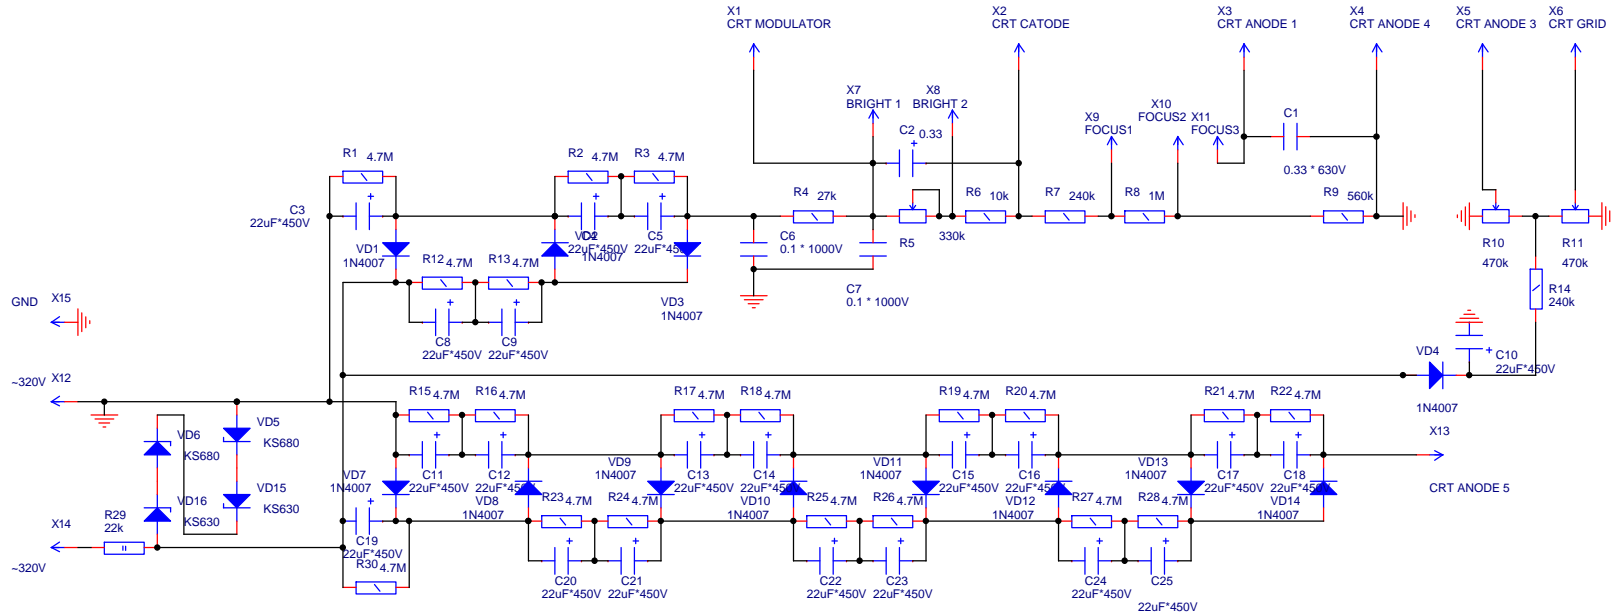 X1
CRT MODULATOR
X2
CRT CATODE
X3
CRT ANODE 1
X4
CRT ANODE 4
X5
CRT ANODE 3
X6
CRT GRID
X7
BRIGHT 1
X8
BRIGHT 2
X9
FOCUS1
X10
FOCUS2
X11
FOCUS3
C1
0.33 * 630V
C2 0.33
R1 4.7M
R2 4.7M
R3 4.7M
C3
22uF*450V
R4 27k
R5
330k
R6
10k
R7
240k
R8 1M
R9
560k
R10
470k
R11
470k
VD1
1N4007
VD2
1N4007
C4
22uF*450V
C5
22uF*450V
C6
0.1 * 1000V
C7
0.1 * 1000V
R12 4.7M
R13 4.7M
VD3
1N4007
C8
22uF*450V
C9
22uF*450V
R14
240k
GND X15
VD4
1N4007
C10
22uF*450V
~320V X12
R15 4.7M
R16 4.7M
R17 4.7M
R18 4.7M
R19 4.7M
R20 4.7M
R21 4.7M
R22 4.7M
VD6
KS680
VD5
KS680
X13
CRT ANODE 5
VD7
1N4007
C11
22uF*450V
C12
22uF*450V
VD9
1N4007
C13
22uF*450V
C14
22uF*450V
VD11
1N4007
C15
22uF*450V
C16
22uF*450V
VD13
1N4007
C17
22uF*450V
C18
22uF*450V
VD16
KS630
VD15
KS630
VD8
1N4007
R23 4.7M
R24 4.7M
VD10
1N4007
R25 4.7M
R26 4.7M
VD12
1N4007
R27 4.7M
R28 4.7M
VD14
1N4007
X14
~320V
R29
22k
C19
22uF*450V
R30 4.7M
C20
22uF*450V
C21
22uF*450V
C22
22uF*450V
C23
22uF*450V
C24
22uF*450V
C25
22uF*450V